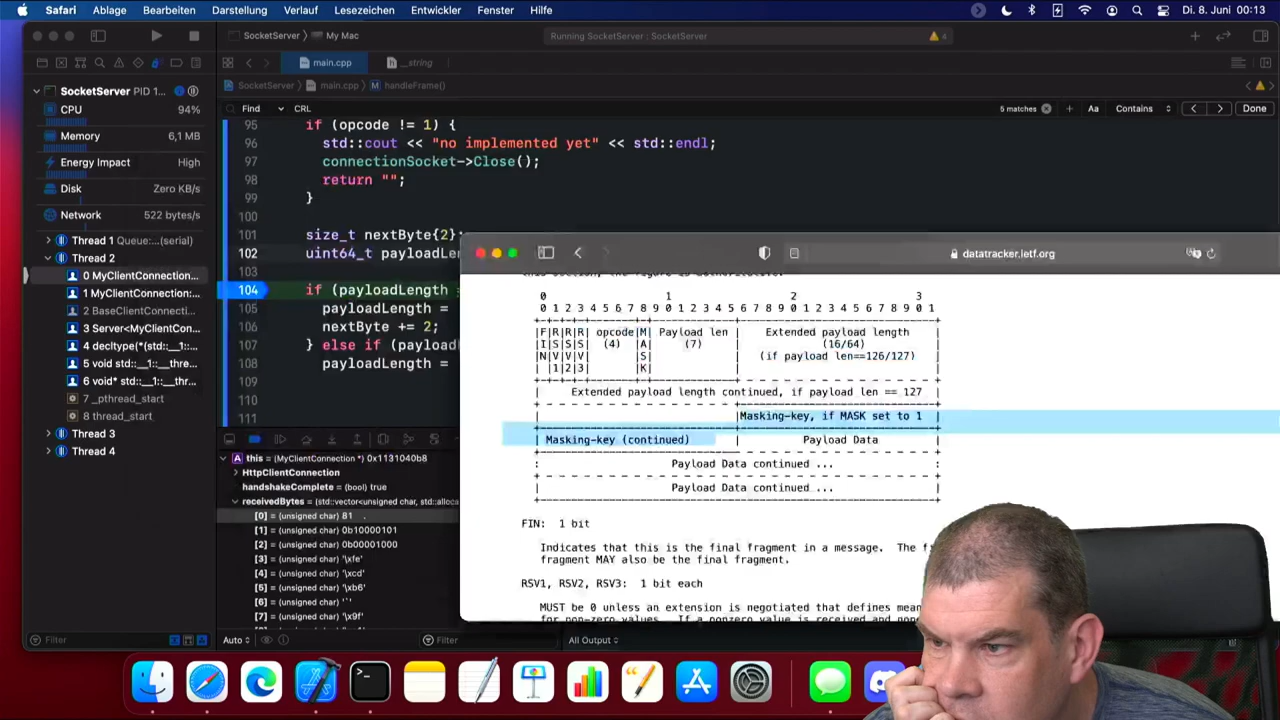 Safari Ablage Bearbeiten Darstellung Verlauf Lesezeichen Entwickler Fenster Hilfe Di. 8. Juni 00:13
SocketServer My Mac Running SocketServer : SocketServer 4
main.cpp __string
SocketServer main.cpp handleFrame()
Find CRL 5 matches Aa Contains Done
SocketServer PID 1...
CPU 94%
Memory 6,1 MB
Energy Impact High
Disk Zero KB/s
Network 522 bytes/s
Thread 1 Queue:...(serial)
Thread 2
0 MyClientConnection...
1 MyClientConnection:...
2 BaseClientConnecti...
3 Server<MyClientCon...
4 decltype(*(std::__1::...
5 void std::__1::__thre...
6 void* std::__1::__thr...
7 _pthread_start
8 thread_start
Thread 3
Thread 4
Filter
95 if (opcode != 1) {
96 std::cout << "no implemented yet" << std::endl;
97 connectionSocket->Close();
98 return "";
99 }
100
101 size_t nextByte{2};
102 uint64_t payloadLen
103
104 if (payloadLength
105 payloadLength =
106 nextByte += 2;
107 } else if (payload
108 payloadLength =
109
111
this = (MyClientConnection *) 0x1131040b8
HttpClientConnection
handshakeComplete = (bool) true
receivedBytes = (std::vector<unsigned char, std::alloc
[0] = (unsigned char) 81
[1] = (unsigned char) 0b10000101
[2] = (unsigned char) 0b00001000
[3] = (unsigned char) '\xfe'
[4] = (unsigned char) '\xcd'
[5] = (unsigned char) '\xb6'
[6] = (unsigned char) '`'
[7] = (unsigned char) '\x9f'
Auto Filter All Output
datatracker.ietf.org
0 1 2 3
0 1 2 3 4 5 6 7 8 9 0 1 2 3 4 5 6 7 8 9 0 1 2 3 4 5 6 7 8 9 0 1
+-+-+-+-+-------+-+-------------+-------------------------------+
|F|R|R|R| opcode|M| Payload len | Extended payload length |
|I|S|S|S| (4) |A| (7) | (16/64) |
|N|V|V|V| |S| | (if payload len==126/127) |
| |1|2|3| |K| | |
+-+-+-+-+-------+-+-------------+ - - - - - - - - - - - - - - - +
| Extended payload length continued, if payload len == 127 |
+ - - - - - - - - - - - - - - - +-------------------------------+
| |Masking-key, if MASK set to 1 |
+-------------------------------+-------------------------------+
| Masking-key (continued) | Payload Data |
+-------------------------------- - - - - - - - - - - - - - - - +
: Payload Data continued ... :
+ - - - - - - - - - - - - - - - - - - - - - - - - - - - - - - - +
| Payload Data continued ... |
+---------------------------------------------------------------+
FIN: 1 bit
Indicates that this is the final fragment in a message. The
fragment MAY also be the final fragment.
RSV1, RSV2, RSV3: 1 bit each
MUST be 0 unless an extension is negotiated that defines
for non-zero values. If a nonzero value is received and